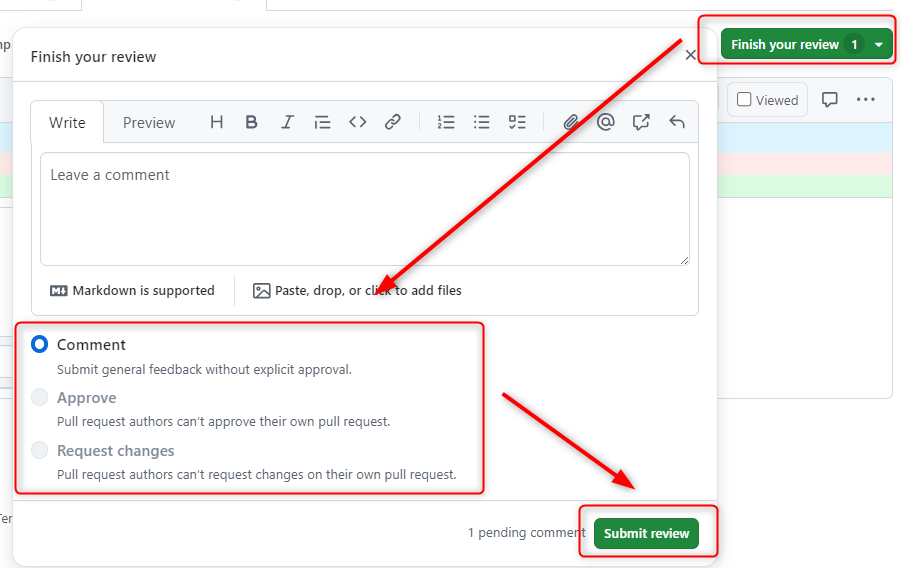 Finish your review 1
Finish your review
Viewed
Write
Preview
Leave a comment
Markdown is supported
Paste, drop, or click to add files
Comment
Submit general feedback without explicit approval.
Approve
Pull request authors can’t approve their own pull request.
Request changes
Pull request authors can’t request changes on their own pull request.
1 pending comment
Submit review